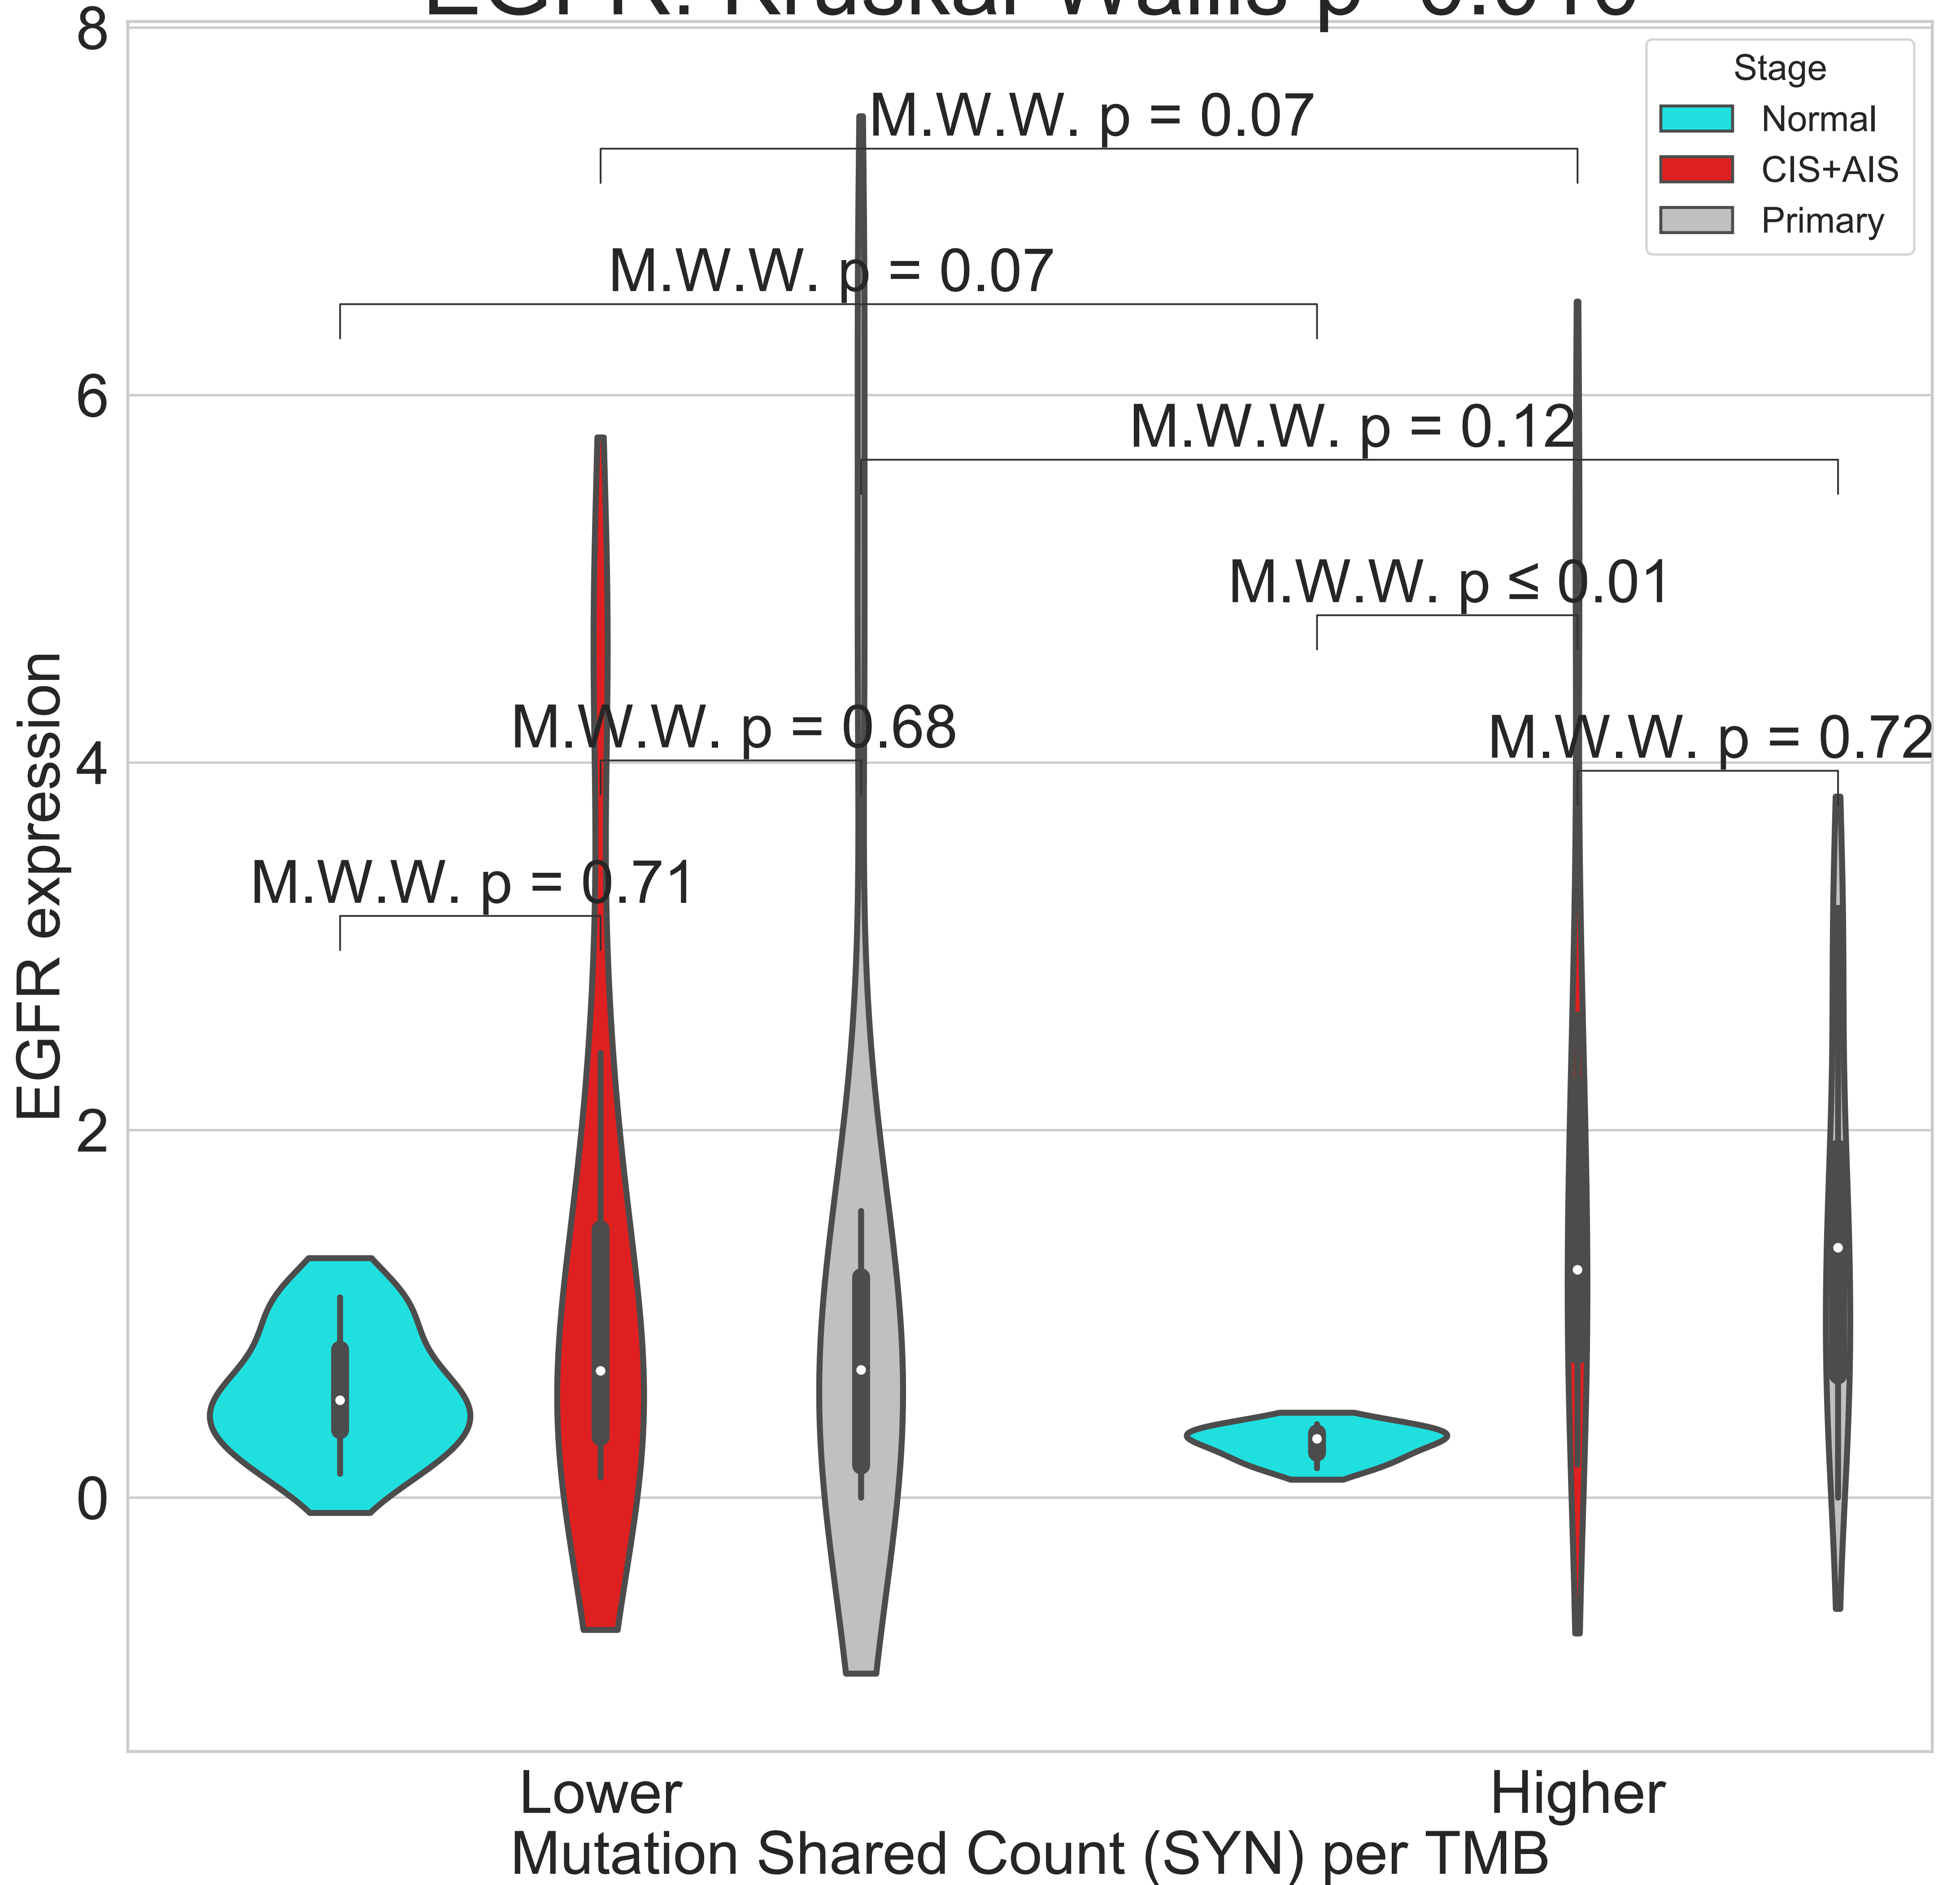 8
Stage
Normal
CIS+AIS
Primary
M.W.W. p = 0.07
M.W.W. p = 0.07
6
M.W.W. p = 0.12
M.W.W. p ≤ 0.01
M.W.W. p = 0.68
M.W.W. p = 0.72
4
M.W.W. p = 0.71
EGFR expression
2
0
Lower
Higher
Mutation Shared Count (SYN) per TMB